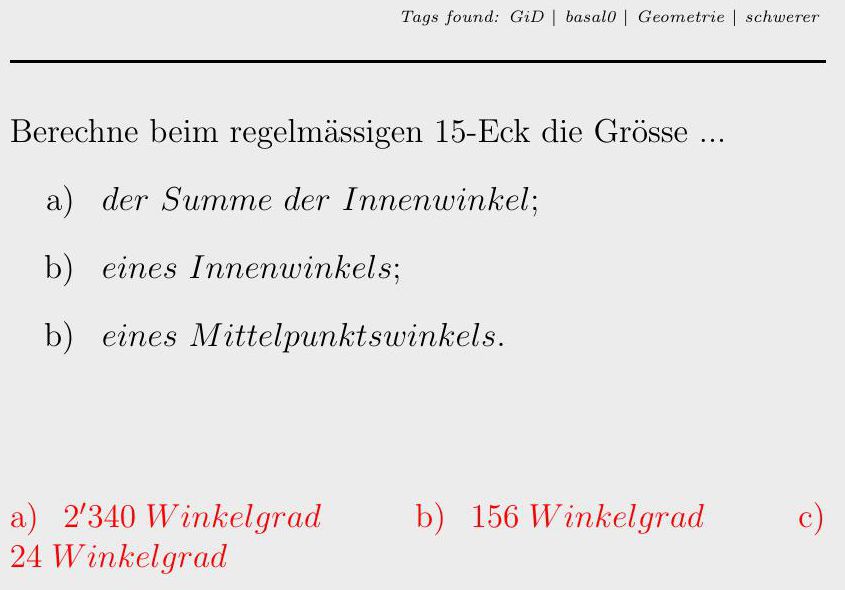 Tags found: GiD | basal0 | Geometrie | schwerer
Berechne beim regelmässigen 15-Eck die Grösse ...
a) der Summe der Innenwinkel;
b) eines Innenwinkels;
b) eines Mittelpunktswinkels.
a) 2′340 Winkelgrad b) 156 Winkelgrad c)
24 Winkelgrad